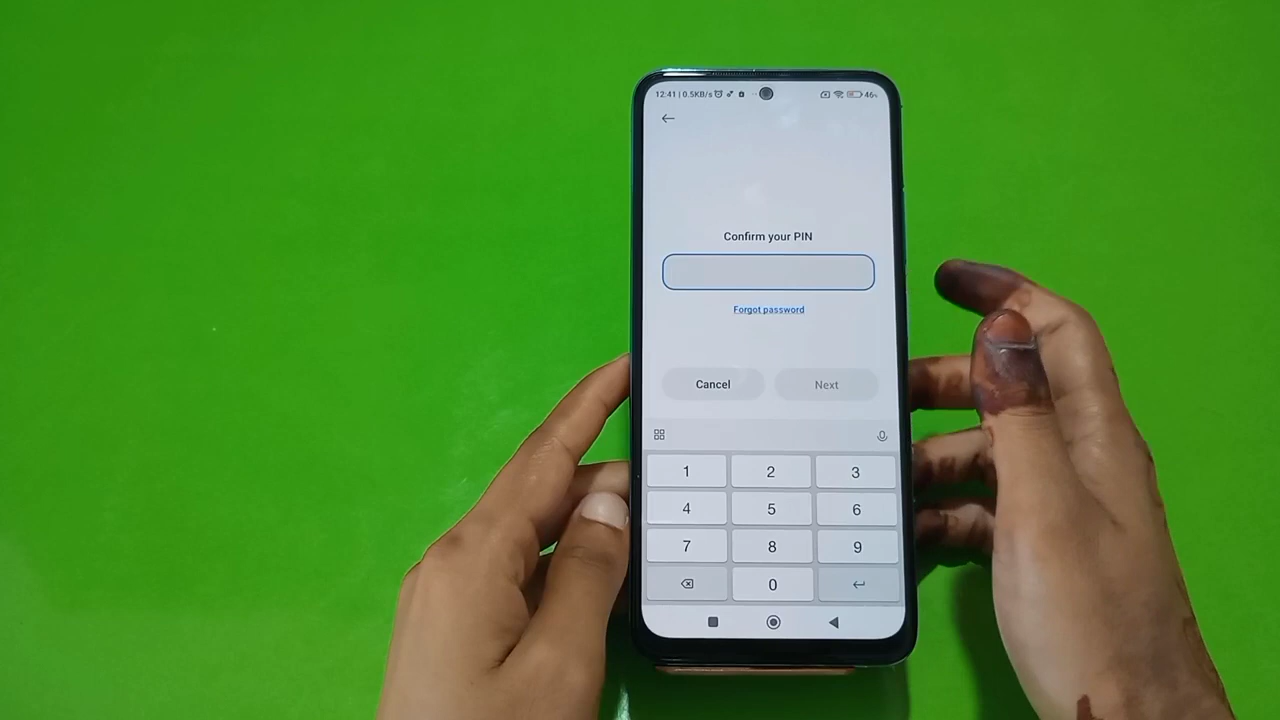 12:41 | 0.5KB/s
46%
Confirm your PIN
Forgot password
Cancel Next
1 2 3
4 5 6
7 8 9
0